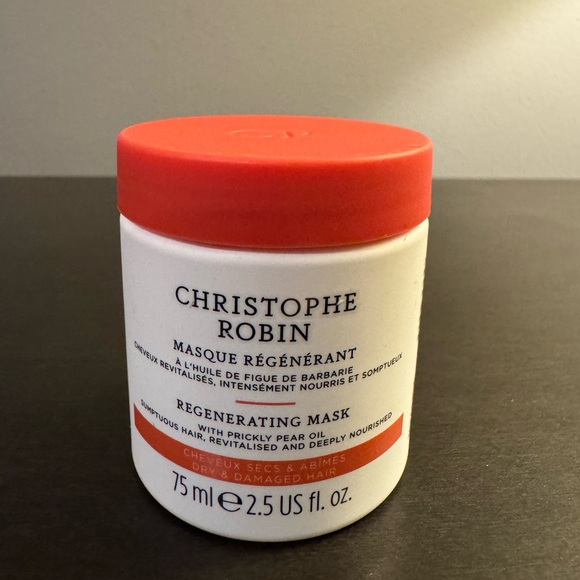 CHRISTOPHE
ROBIN
MASQUE RÉGÉNÉRANT
À L'HUILE DE FIGUE DE BARBARIE
CHEVEUX REVITALISÉS, INTENSÉMENT NOURRIS ET SOMPTUEUX
REGENERATING MASK
WITH PRICKLY PEAR OIL
SUMPTUOUS HAIR, REVITALISED AND DEEPLY NOURISHED
CHEVEUX SECS & ABÎMÉS
DRY & DAMAGED HAIR
75 ml ℮ 2.5 US fl. oz.